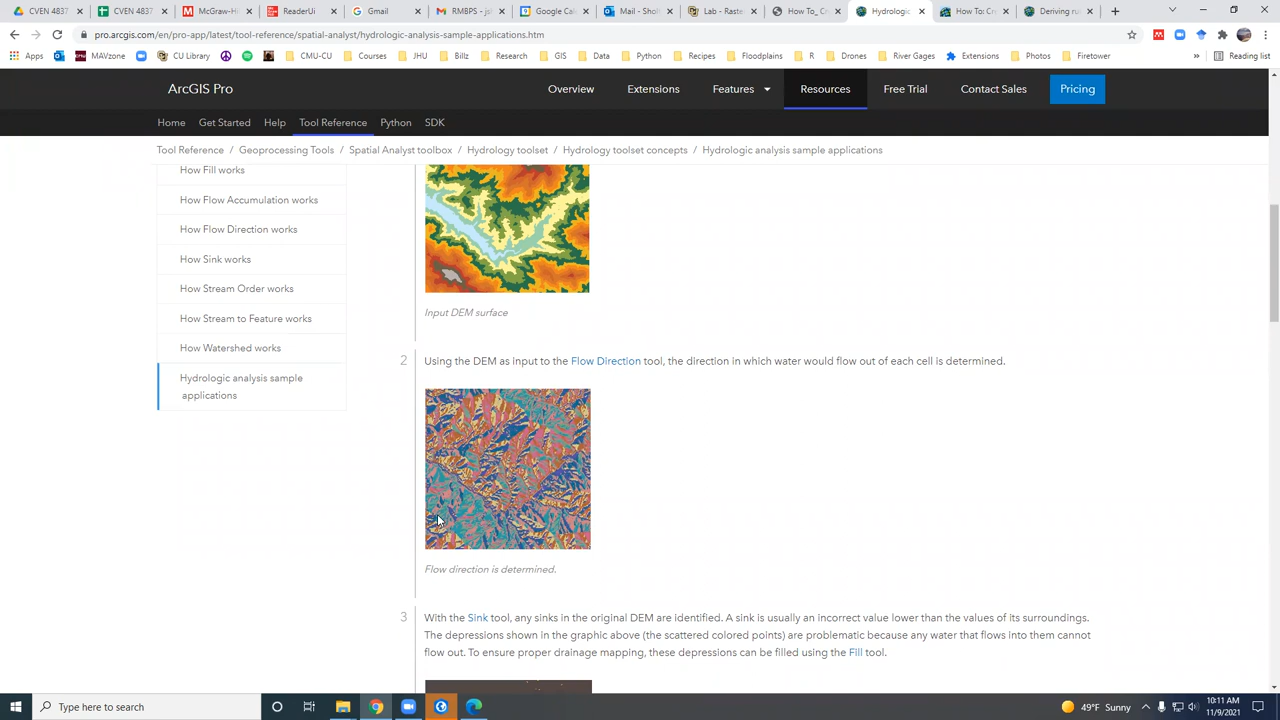 CVEN 4837
CVEN 4837
McGraw-Hi
ReaderUi
Gmail
RMBPS - jsl
Google Cal
Mail - Shol
Lab - Raste
How To_ Cr
Hydrologic
How To: Cr
Deriving ru
pro.arcgis.com/en/pro-app/latest/tool-reference/spatial-analyst/hydrologic-analysis-sample-applications.htm
Apps
MAVzone
CU Library
CMU-CU
Courses
JHU
Billz
Research
GIS
Data
Python
Recipes
Floodplains
R
Drones
River Gages
Extensions
Photos
Firetower
»
Reading list
ArcGIS Pro
Overview
Extensions
Features
Resources
Free Trial
Contact Sales
Pricing
Home
Get Started
Help
Tool Reference
Python
SDK
Tool Reference / Geoprocessing Tools / Spatial Analyst toolbox / Hydrology toolset / Hydrology toolset concepts / Hydrologic analysis sample applications
How Fill works
How Flow Accumulation works
How Flow Direction works
How Sink works
How Stream Order works
How Stream to Feature works
How Watershed works
Hydrologic analysis sample
applications
Input DEM surface
2 Using the DEM as input to the Flow Direction tool, the direction in which water would flow out of each cell is determined.
Flow direction is determined.
3 With the Sink tool, any sinks in the original DEM are identified. A sink is usually an incorrect value lower than the values of its surroundings.
The depressions shown in the graphic above (the scattered colored points) are problematic because any water that flows into them cannot
flow out. To ensure proper drainage mapping, these depressions can be filled using the Fill tool.
Type here to search
49°F Sunny
10:11 AM
11/9/2021